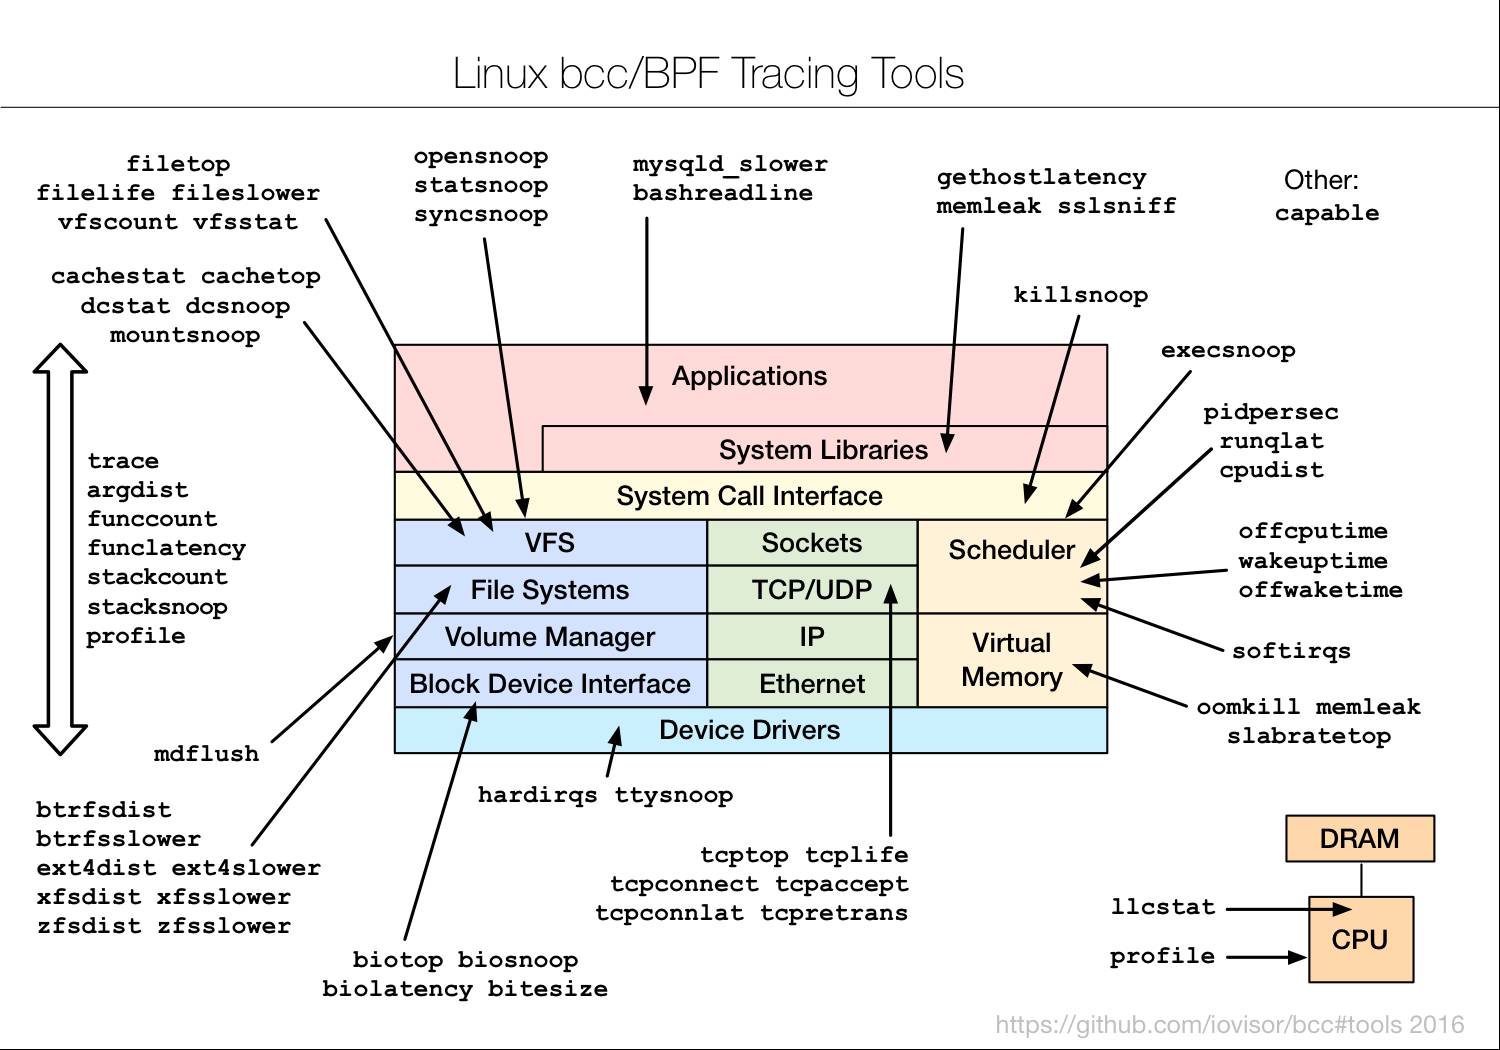 Linux bcc/BPF Tracing Tools
filetop
filelife fileslower
vfscount vfsstat
opensnoop
statsnoop
syncsnoop
mysqld_slower
bashreadline
gethostlatency
memleak sslsniff
Other:
capable
cachestat cachetop
dcstat dcsnoop
mountsnoop
killsnoop
execsnoop
pidpersec
runqlat
cpudist
trace
argdist
funccount
funclatency
stackcount
stacksnoop
profile
Applications
System Libraries
System Call Interface
VFS
Sockets
Scheduler
File Systems
TCP/UDP
Volume Manager
IP
Virtual
Memory
Block Device Interface
Ethernet
Device Drivers
offcputime
wakeuptime
offwaketime
softirqs
oomkill memleak
slabratetop
mdflush
hardirqs ttysnoop
btrfsdist
btrfsslower
ext4dist ext4slower
xfsdist xfsslower
zfsdist zfsslower
tcptop tcplife
tcpconnect tcpaccept
tcpconnlat tcpretrans
biotop biosnoop
biolatency bitesize
DRAM
llcstat
CPU
profile
https://github.com/iovisor/bcc#tools 2016